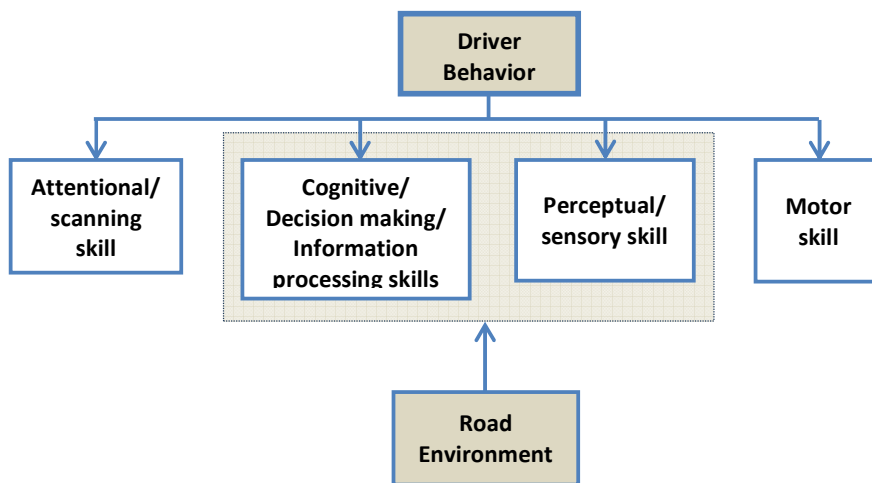 Driver
Behavior
Attentional/
scanning
skill
Cognitive/
Decision making/
Information
processing skills
Perceptual/
sensory skill
Motor
skill
Road
Environment